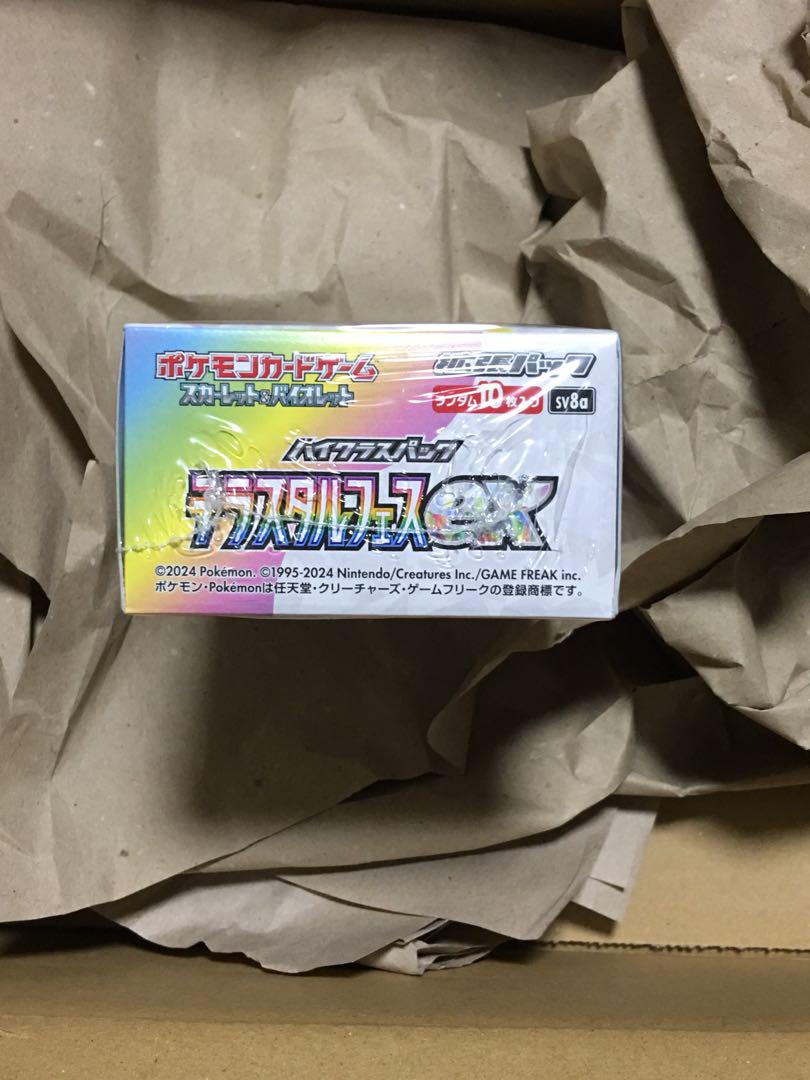 ポケモンカードゲーム
スカーレット&バイオレット
拡張パック
ランダム10枚入り
SV8a
ハイクラスパック
テラスタルフェスex
©2024 Pokémon. ©1995-2024 Nintendo/Creatures Inc./GAME FREAK inc.
ポケモン・Pokémonは任天堂・クリーチャーズ・ゲームフリークの登録商標です。